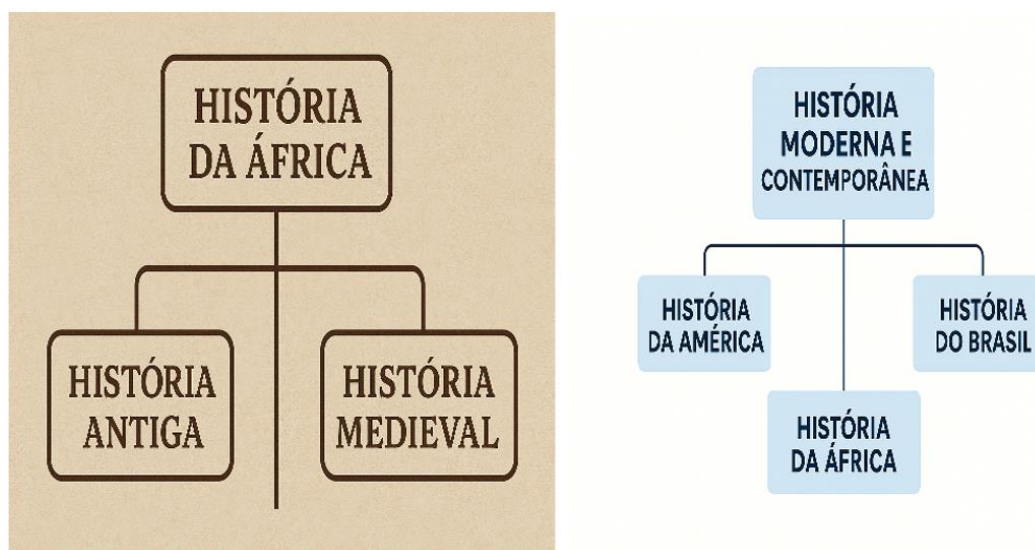 HISTÓRIA
DA ÁFRICA
HISTÓRIA
ANTIGA
HISTÓRIA
MEDIEVAL
HISTÓRIA
MODERNA E
CONTEMPORÂNEA
HISTÓRIA
DA AMÉRICA
HISTÓRIA
DO BRASIL
HISTÓRIA
DA ÁFRICA